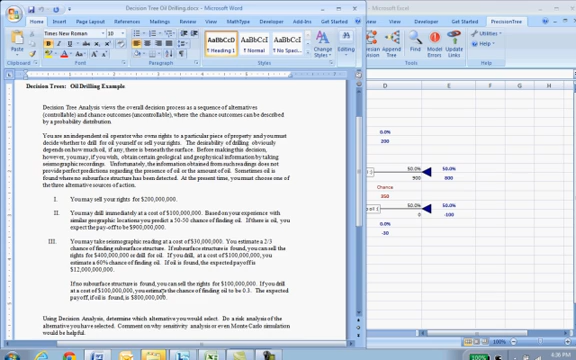 Decision Tree Oil Drilling.docx - Microsoft Word
Microsoft Excel
Home Insert Page Layout References Mailings Review View MathType Developer Add-Ins Get Started
View Developer Get Started PrecisionTree
Paste
Times New Roman
10
AaBbCcD AaBbCc AaBbCc
¶ Heading 1 ¶ Normal ¶ No Spaci...
Change Styles
Editing
Clipboard Font Paragraph Styles
Append Tree
Find Model Errors Update Links
Utilities
Help
D E F G H
Decision Trees: Oil Drilling Example
Decision Tree Analysis views the overall decision process as a sequence of alternatives
(controllable) and chance outcomes (uncontrollable), where the chance outcomes can be described
by a probability distribution.
You are an independent oil operator who owns rights to a particular piece of property and you must
decide whether to drill for oil yourself or sell your rights. The desirability of drilling obviously
depends on how much oil, if any, there is beneath the surface. Before making this decision,
however, you may, if you wish, obtain certain geological and geophysical information by taking
seismographic recordings. Unfortunately, the information obtained from such readings does not
provide perfect predictions regarding the presence of oil or the amount of oil. Sometimes oil is
found where no subsurface structure has been detected. At the present time, you must choose one of
the three alternative courses of action.
I. You may sell your rights for $200,000,000.
II. You may drill immediately at a cost of $100,000,000. Based on your experience with
similar geographic locations you predict a 50-50 chance of finding oil. If there is oil, you
expect the pay-off to be $900,000,000.
III. You may take seismographic reading at a cost of $30,000,000. You estimate a 2/3
chance of finding subsurface structure. If subsurface structure is found, you can sell the
rights for $400,000,000 or drill for oil. If you drill, at a cost of $100,000,000, you
estimate a 60% chance of finding oil. If oil is found, the expected payoff is
$12,000,000,000.
If no subsurface structure is found, you can sell the rights for $100,000,000. If you drill
at a cost of $100,000,000, you estimate the chance of finding oil to be 0.3. The expected
payoff, if oil is found, is $800,000,000.
Using Decision Analysis, determine which alternative you would select. Do a risk analysis of the
alternative you have selected. Comment on why sensitivity analysis or even Monte Carlo simulation
would be helpful.
0.0%
200
50.0% 50.0%
900 800
Chance
350
50.0% 50.0%
0 -100
0.0%
-30
100%
4:35 PM